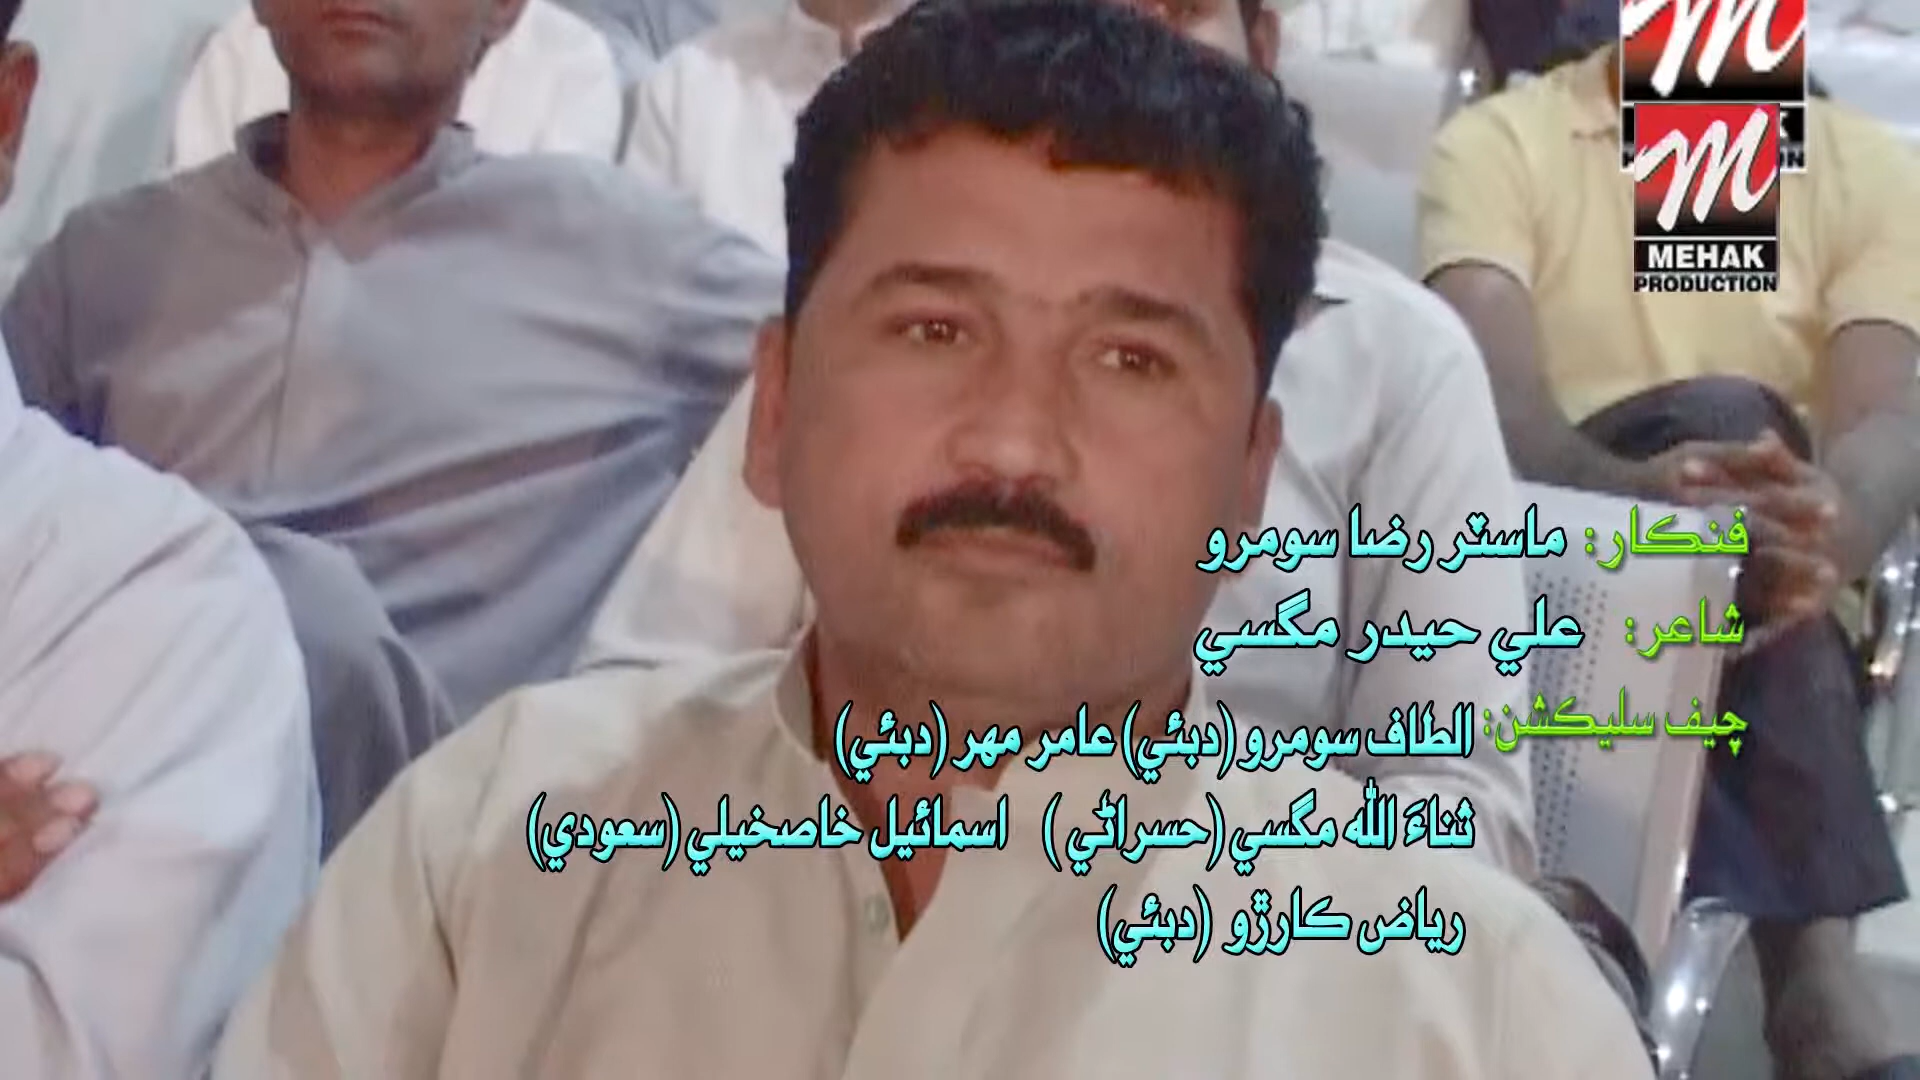 M
MEHAK
PRODUCTION
فنڪار: ماسٽر رضا سومرو
شاعر: علي حيدر مگسي
چيف سليڪشن: الطاف سومرو (دبئي) عامر مهر (دبئي)
ثناءَ الله مگسي (حسراڻي) اسمائيل خاصخيلي (سعودي)
رياض ڪارڙو (دبئي)